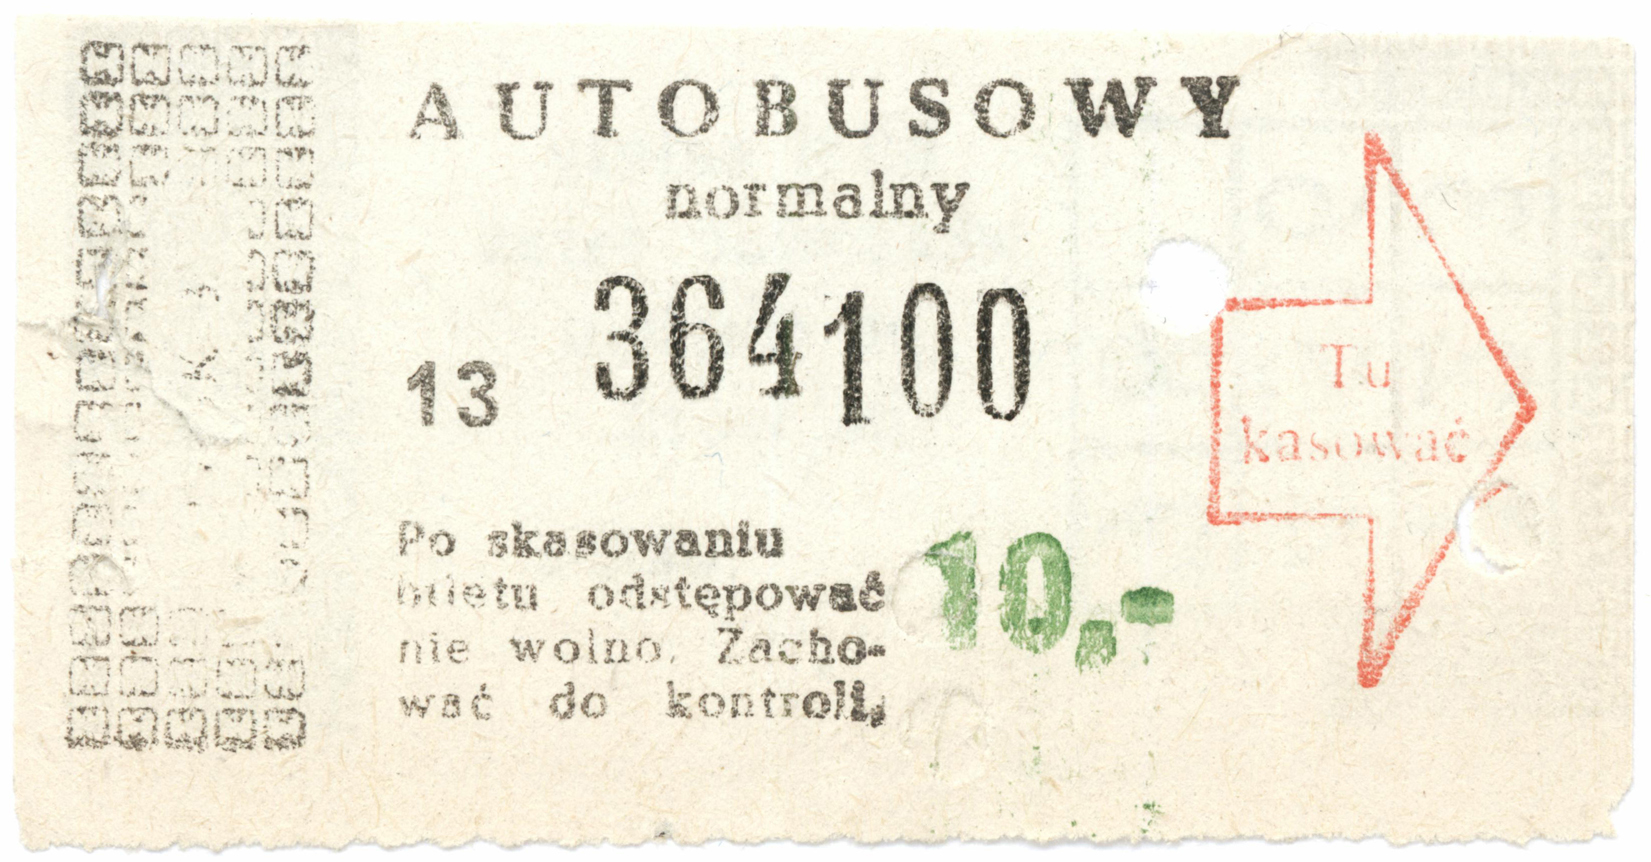 AUTOBUSOWY
normalny
13 364100
Tu
kasować
Po skasowaniu
biletu odstępować
nie wolno. Zacho-
wać do kontroli,
10,-